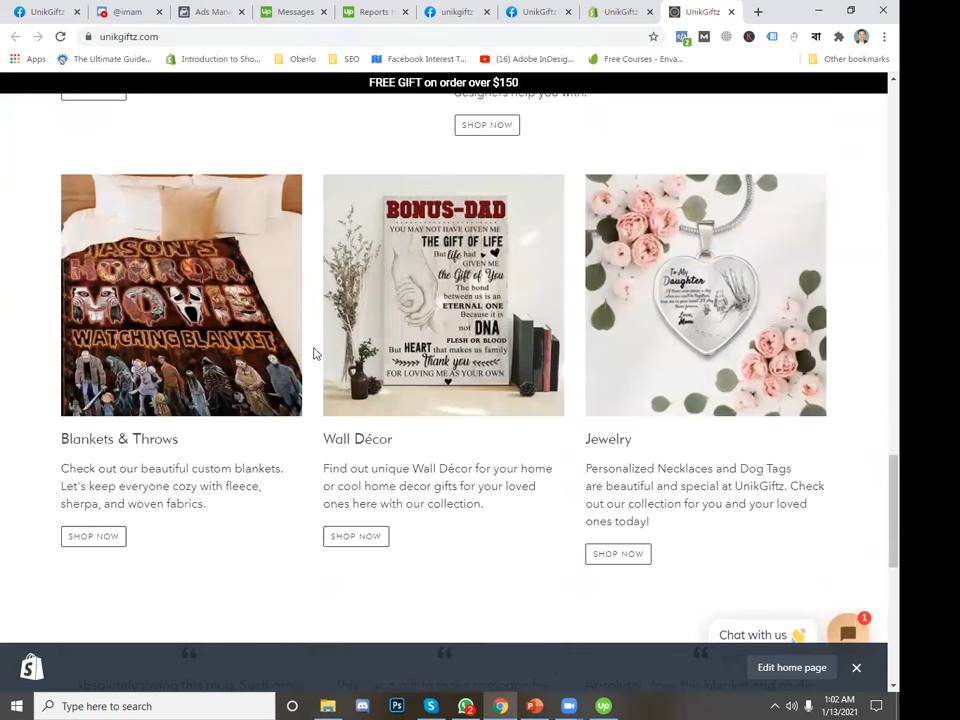 UnikGiftz
@imam
Ads Man
Messages
Reports
unikgiftz
UnikGiftz
UnikGiftz
UnikGiftz
unikgiftz.com
Apps
The Ultimate Guide...
Introduction to Sho...
Oberlo
SEO
Facebook Interest T...
(16) Adobe InDesig...
Free Courses - Enva...
Other bookmarks
FREE GIFT on order over $150
designers help you with.
SHOP NOW
JASON'S
HORROR
MOVIE
WATCHING BLANKET
BONUS-DAD
YOU MAY NOT HAVE GIVEN ME
THE GIFT OF LIFE
But life had
GIVEN ME
the Gift of You
The bond
between us is an
ETERNAL ONE
Because it is
not DNA
FLESH OR BLOOD
But HEART that makes us family
Thank you
FOR LOVING ME AS YOUR OWN
To My
Daughter
Love,
Mom
Blankets & Throws
Check out our beautiful custom blankets.
Let's keep everyone cozy with fleece,
sherpa, and woven fabrics.
SHOP NOW
Wall Décor
Find out unique Wall Décor for your home
or cool home decor gifts for your loved
ones here with our collection.
SHOP NOW
Jewelry
Personalized Necklaces and Dog Tags
are beautiful and special at UnikGiftz. Check
out our collection for you and your loved
ones today!
SHOP NOW
Chat with us 👋
1
Edit home page
Type here to search
1:02 AM
1/13/2021